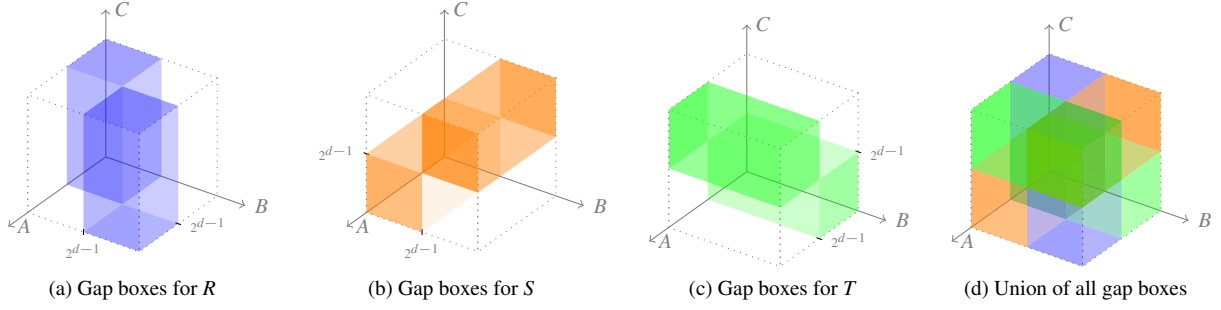 C
A
B
2^{d−1}
2^{d−1}
(a) Gap boxes for R
C
A
B
2^{d−1}
2^{d−1}
(b) Gap boxes for S
C
A
B
2^{d−1}
2^{d−1}
(c) Gap boxes for T
C
A
B
(d) Union of all gap boxes